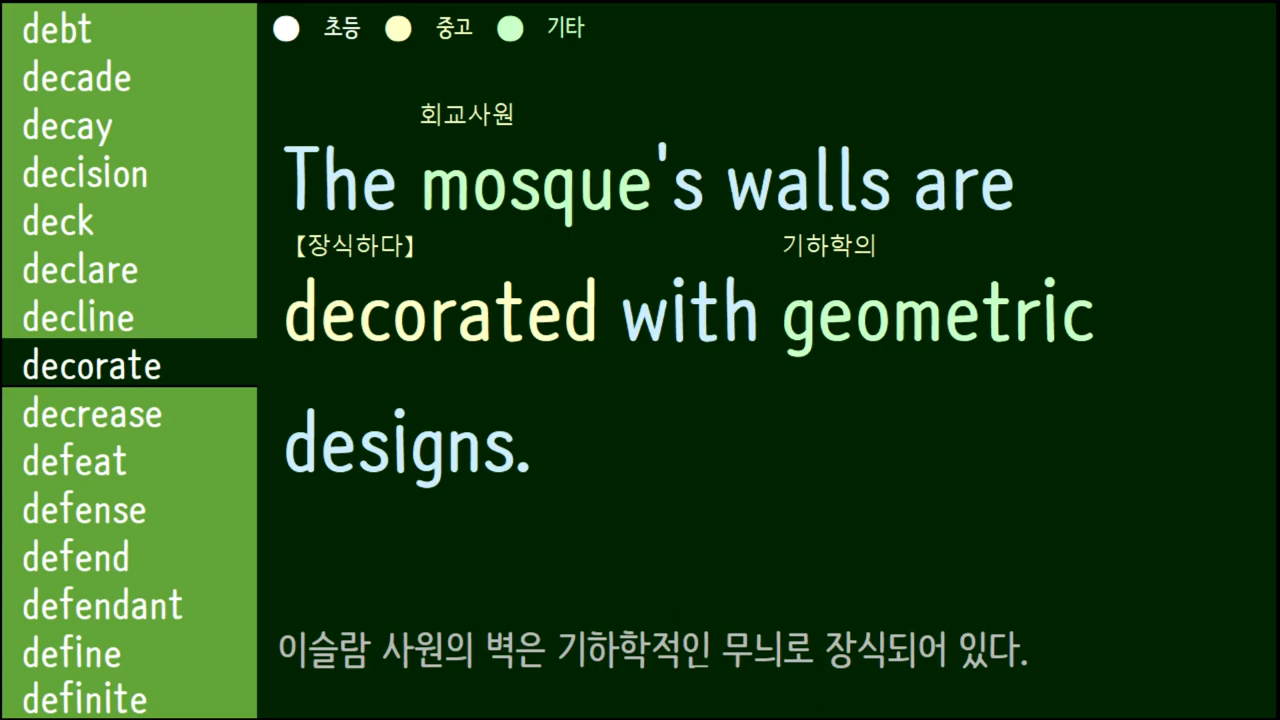 debt
decade
decay
decision
deck
declare
decline
decorate
decrease
defeat
defense
defend
defendant
define
definite
초등 중고 기타
회교사원
The mosque's walls are
【장식하다】 기하학의
decorated with geometric
designs.
이슬람 사원의 벽은 기하학적인 무늬로 장식되어 있다.